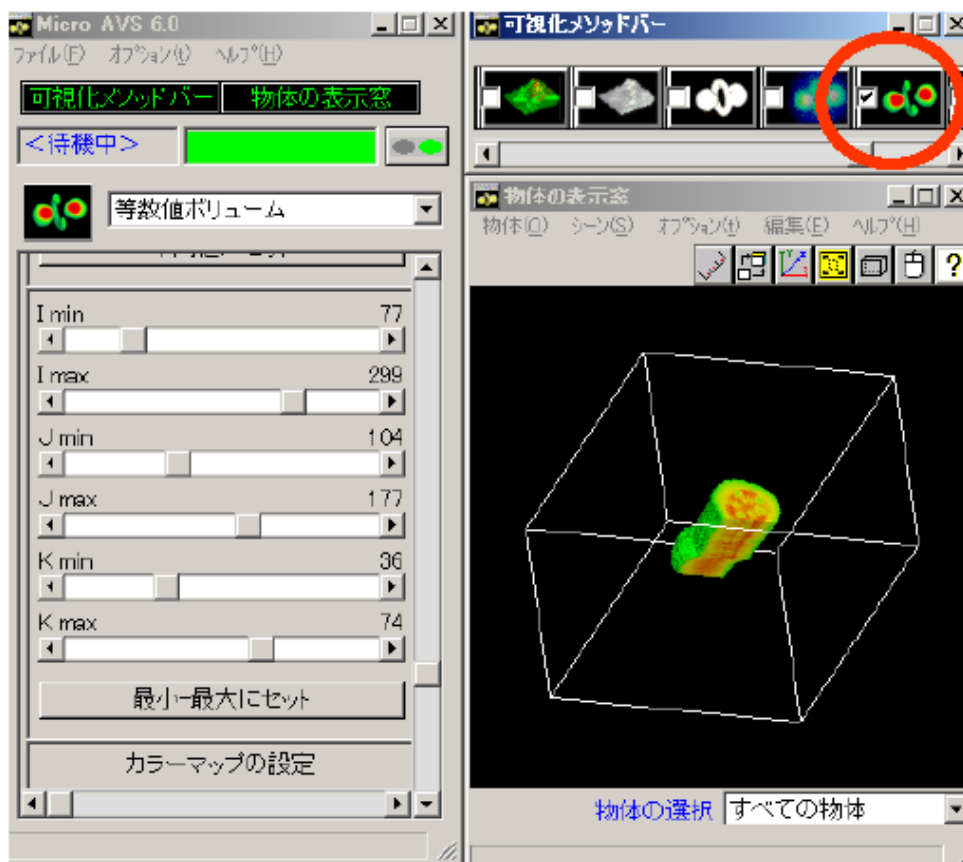 Micro AVS 6.0
ファイル(F) オプション(t) ヘルプ(H)
可視化メソッドバー 物体の表示窓
<待機中>
等数値ボリューム
I min 77
I max 299
J min 104
J max 177
K min 36
K max 74
最小-最大にセット
カラーマップの設定
可視化メソッドバー
物体の表示窓
物体(O) シーン(S) オプション(t) 編集(E) ヘルプ(H)
?
物体の選択 すべての物体